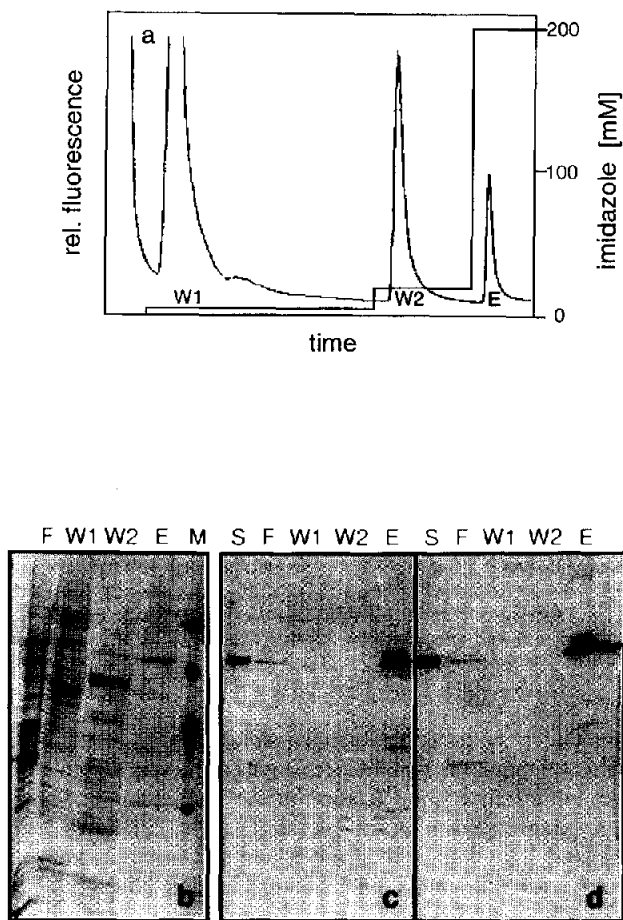 a
200
rel. fluorescence
100
imidazole [mM]
W1
W2
E
0
time
F W1 W2 E M S F W1 W2 E S F W1 W2 E
b c d